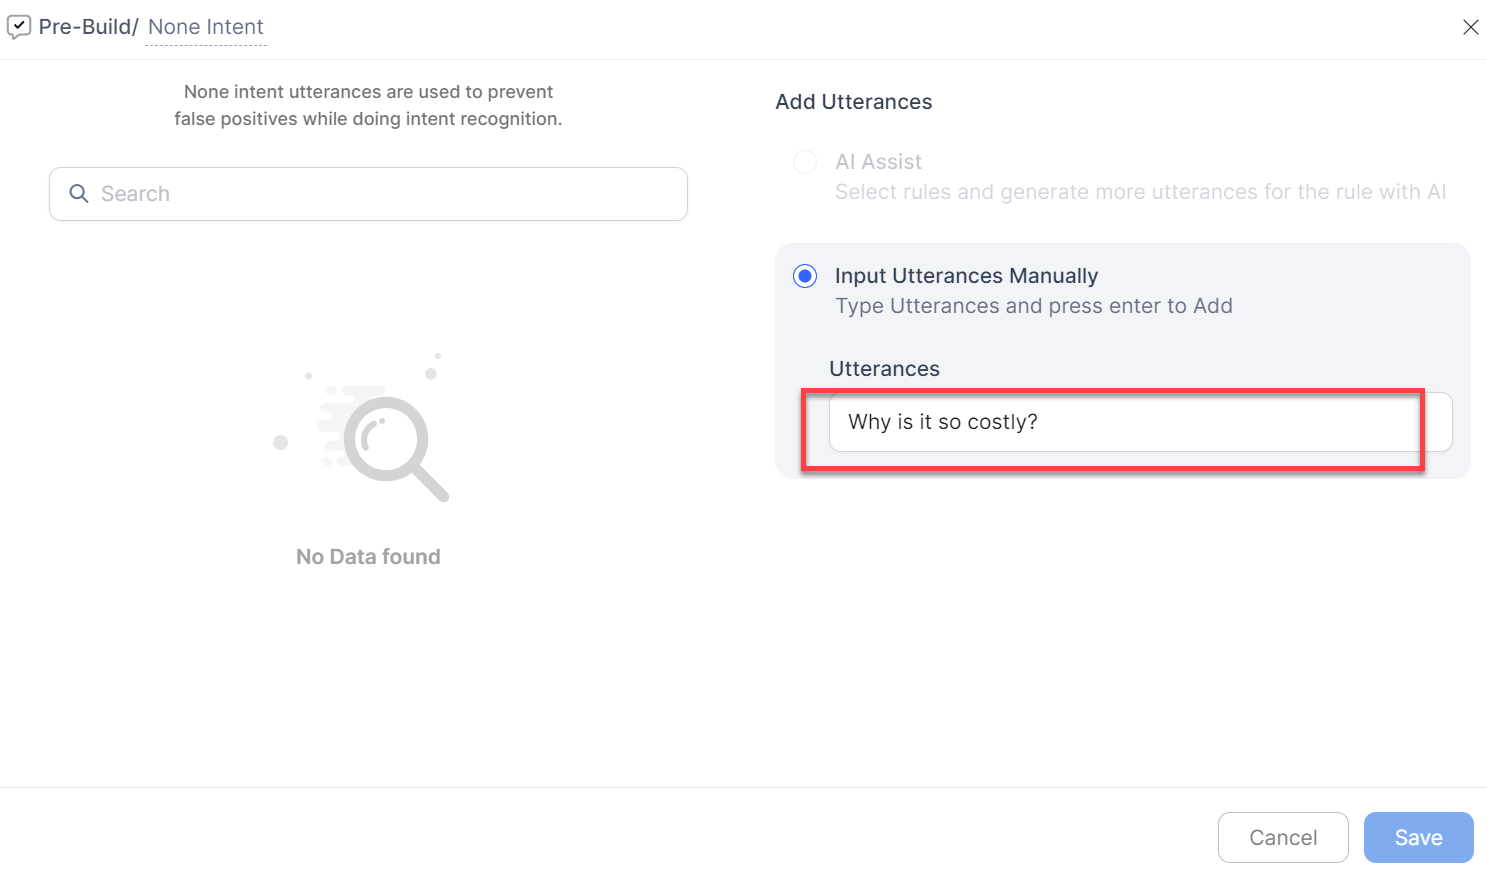 Pre-Build/ None Intent
None intent utterances are used to prevent
false positives while doing intent recognition.
Search
No Data found
Add Utterances
AI Assist
Select rules and generate more utterances for the rule with AI
Input Utterances Manually
Type Utterances and press enter to Add
Utterances
Why is it so costly?
Cancel
Save